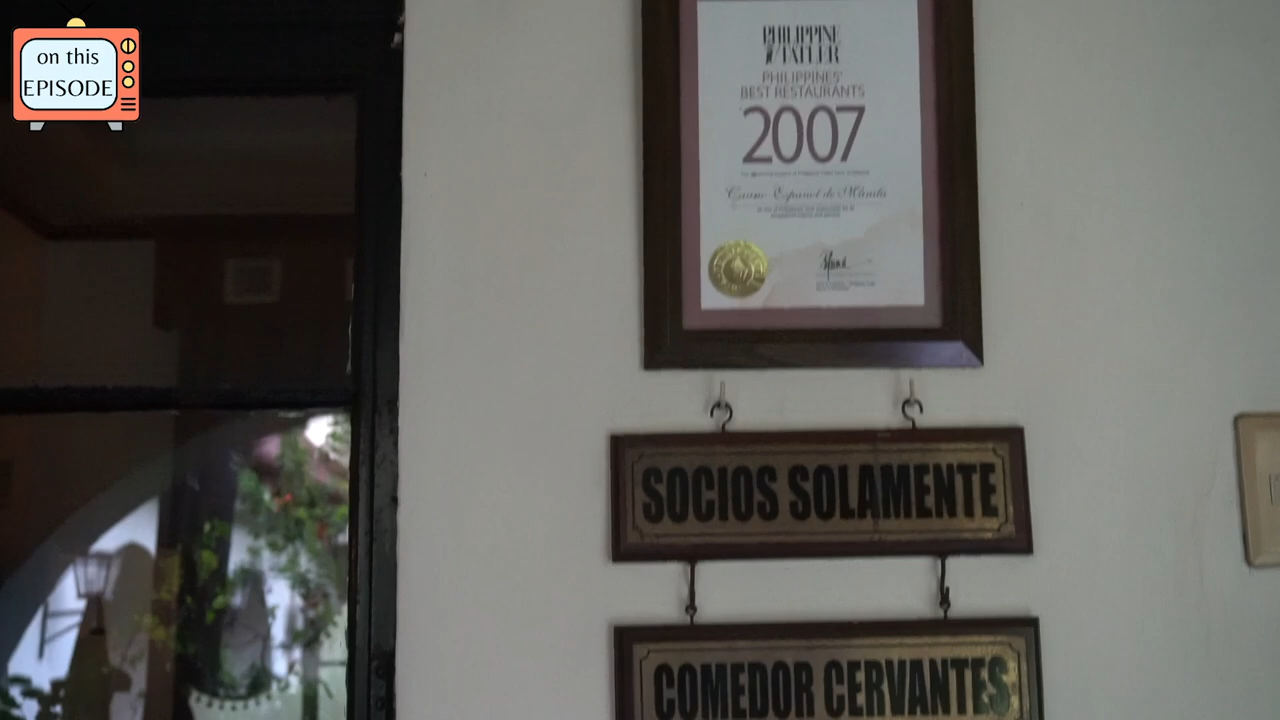 on this
EPISODE
PHILIPPINE
TATLER
PHILIPPINES'
BEST RESTAURANTS
2007
Casino Español de Manila
SOCIOS SOLAMENTE
COMEDOR CERVANTES